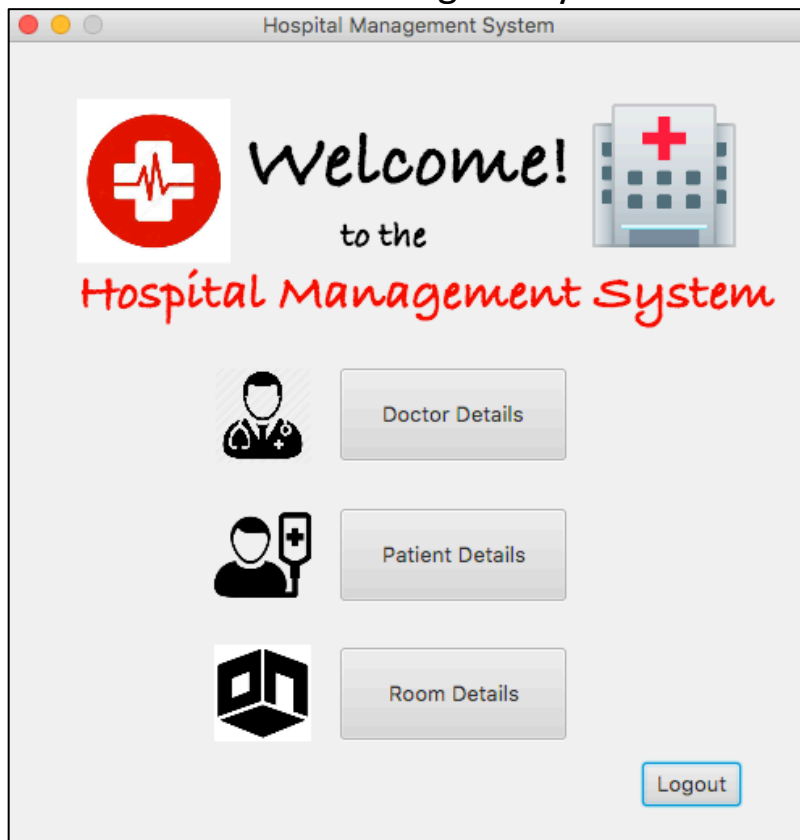 Hospital Management System
Welcome!
to the
Hospital Management System
Doctor Details
Patient Details
Room Details
Logout